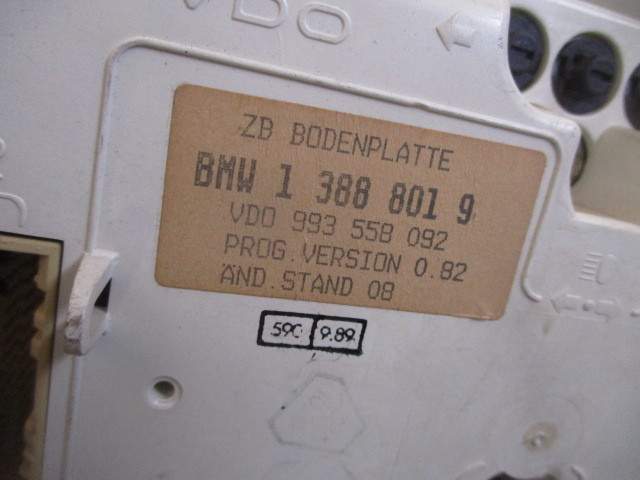 VDO
ZB BODENPLATTE
BMW 1 388 801 9
VDO 993 558 092
PROG.VERSION 0.82
ÄND.STAND 08
590 9.89